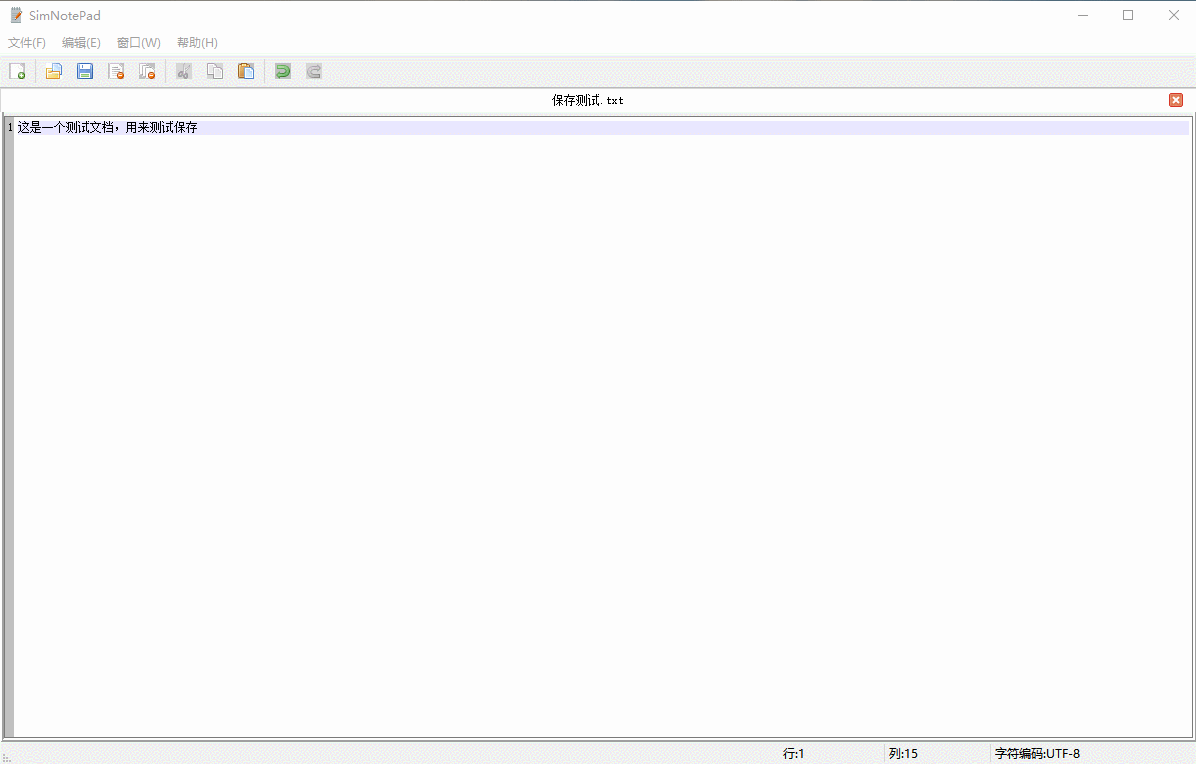 SimNotePad
文件(F) 编辑(E) 窗口(W) 帮助(H)
保存测试.txt
1 这是一个测试文档，用来测试保存
行:1 列:15 字符编码:UTF-8